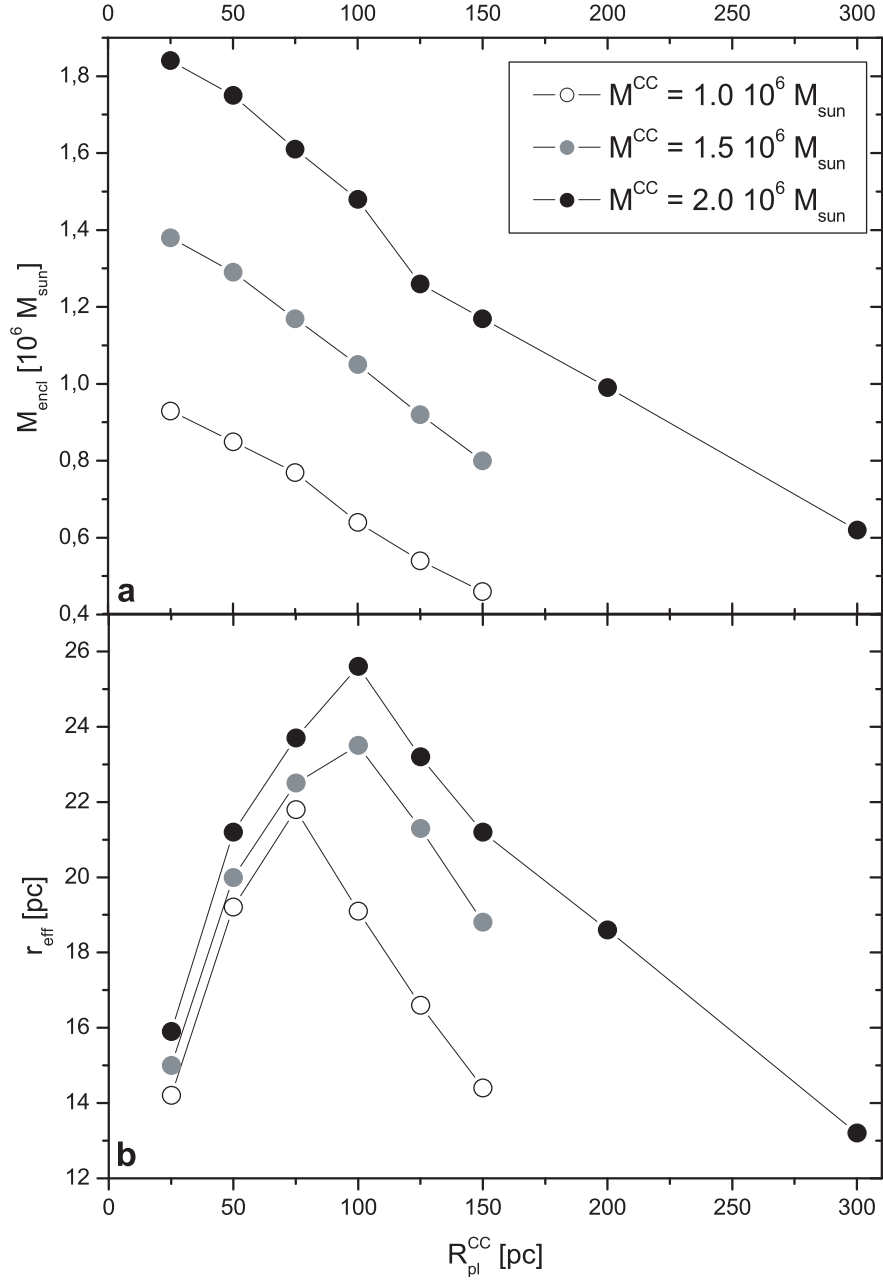 0 50 100 150 200 250 300
M^CC = 1.0 10^6 M_sun
M^CC = 1.5 10^6 M_sun
M^CC = 2.0 10^6 M_sun
1,8
1,6
1,4
1,2
1,0
0,8
0,6
0,4
M_encl [10^6 M_sun]
a
26
24
22
20
18
16
14
12
r_eff [pc]
b
0 50 100 150 200 250 300
R_pl^CC [pc]